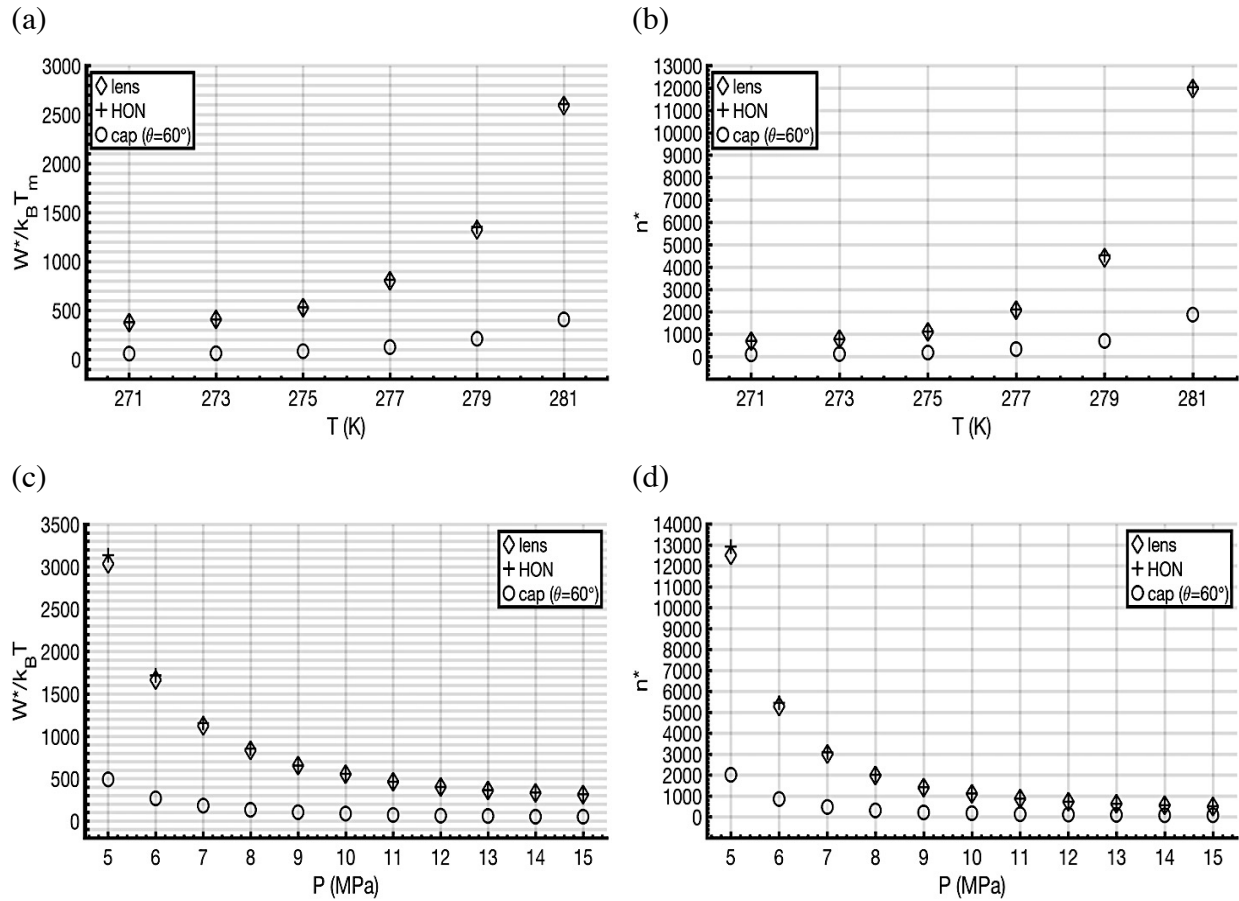 (a)
3000
2500
2000
1500
1000
500
0
W*/k_BT_m
lens
HON
cap (θ=60°)
271 273 275 277 279 281
T (K)
(b)
13000
12000
11000
10000
9000
8000
7000
6000
5000
4000
3000
2000
1000
0
n*
lens
HON
cap (θ=60°)
271 273 275 277 279 281
T (K)
(c)
3500
3000
2500
2000
1500
1000
500
0
W*/k_BT
lens
HON
cap (θ=60°)
5 6 7 8 9 10 11 12 13 14 15
P (MPa)
(d)
14000
13000
12000
11000
10000
9000
8000
7000
6000
5000
4000
3000
2000
1000
0
n*
lens
HON
cap (θ=60°)
5 6 7 8 9 10 11 12 13 14 15
P (MPa)